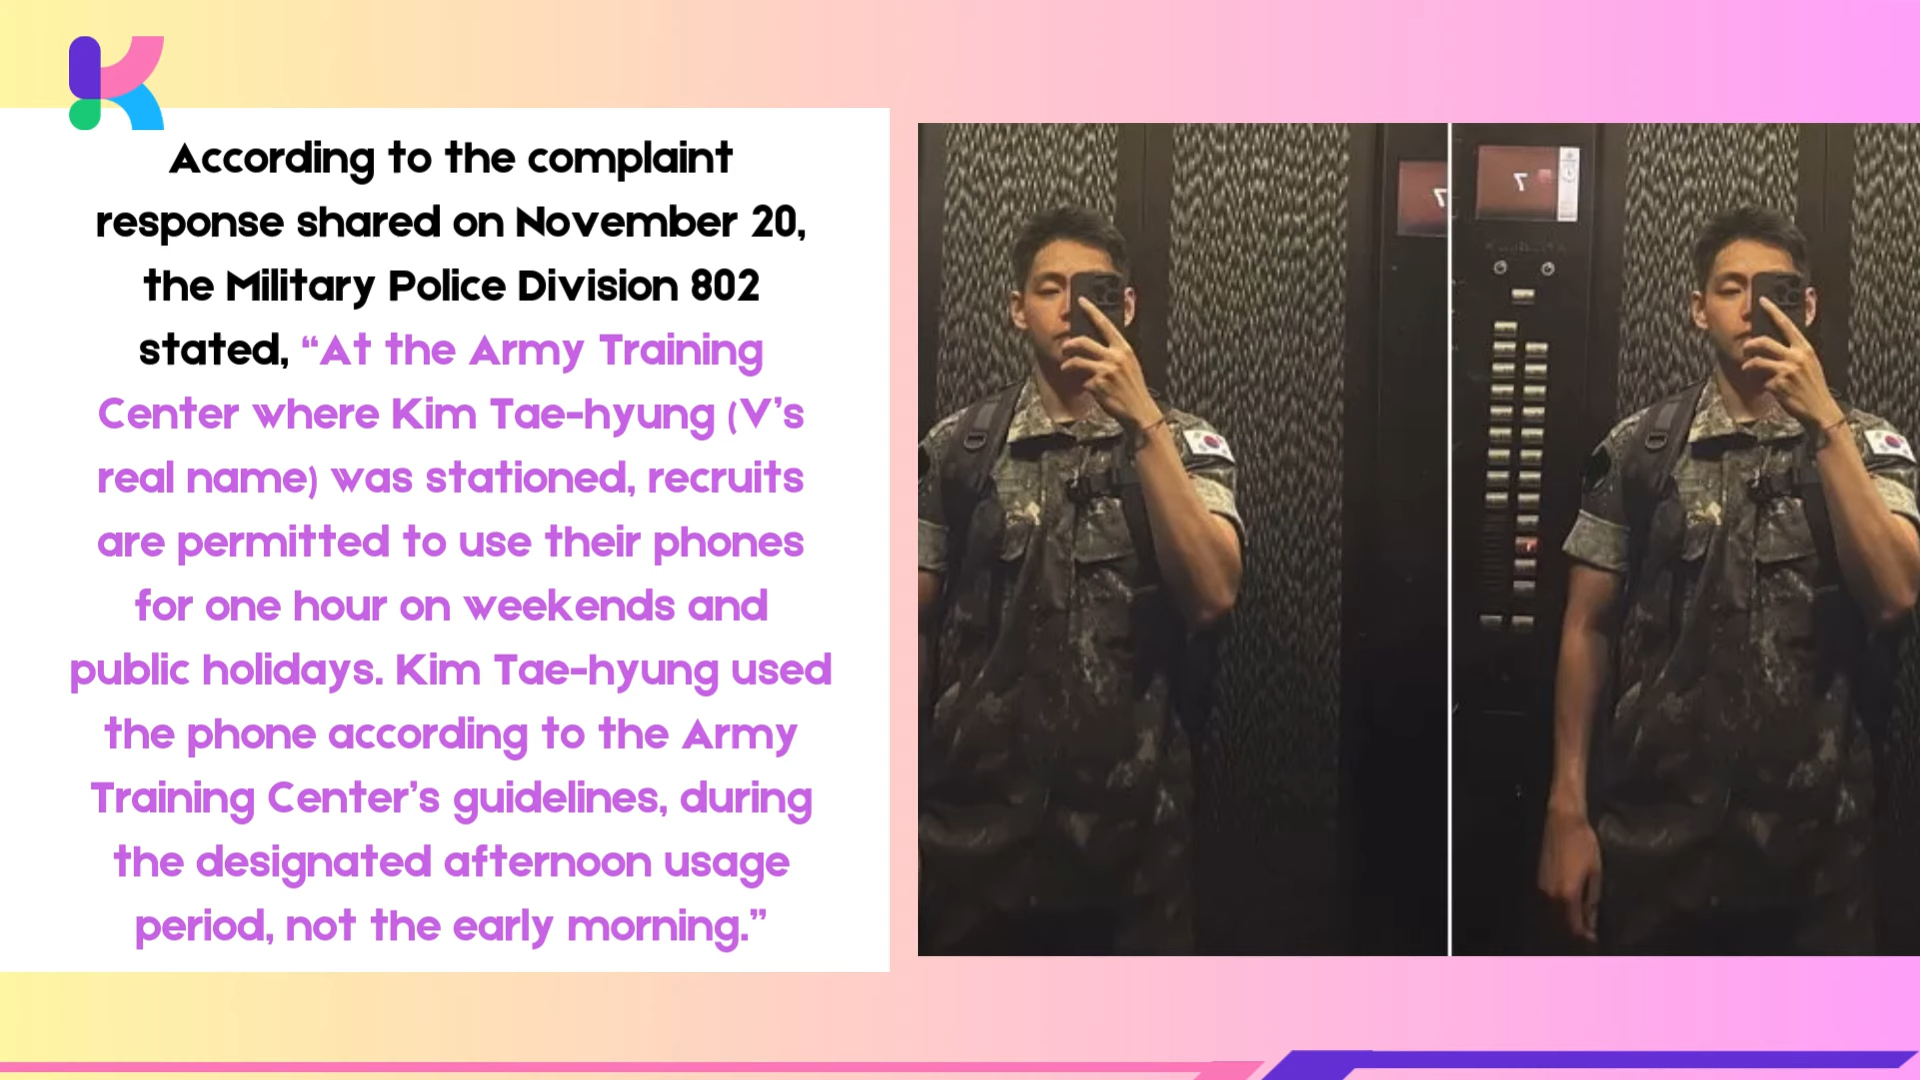 According to the complaint
response shared on November 20,
the Military Police Division 802
stated, “At the Army Training
Center where Kim Tae-hyung (V’s
real name) was stationed, recruits
are permitted to use their phones
for one hour on weekends and
public holidays. Kim Tae-hyung used
the phone according to the Army
Training Center’s guidelines, during
the designated afternoon usage
period, not the early morning.”
7
7